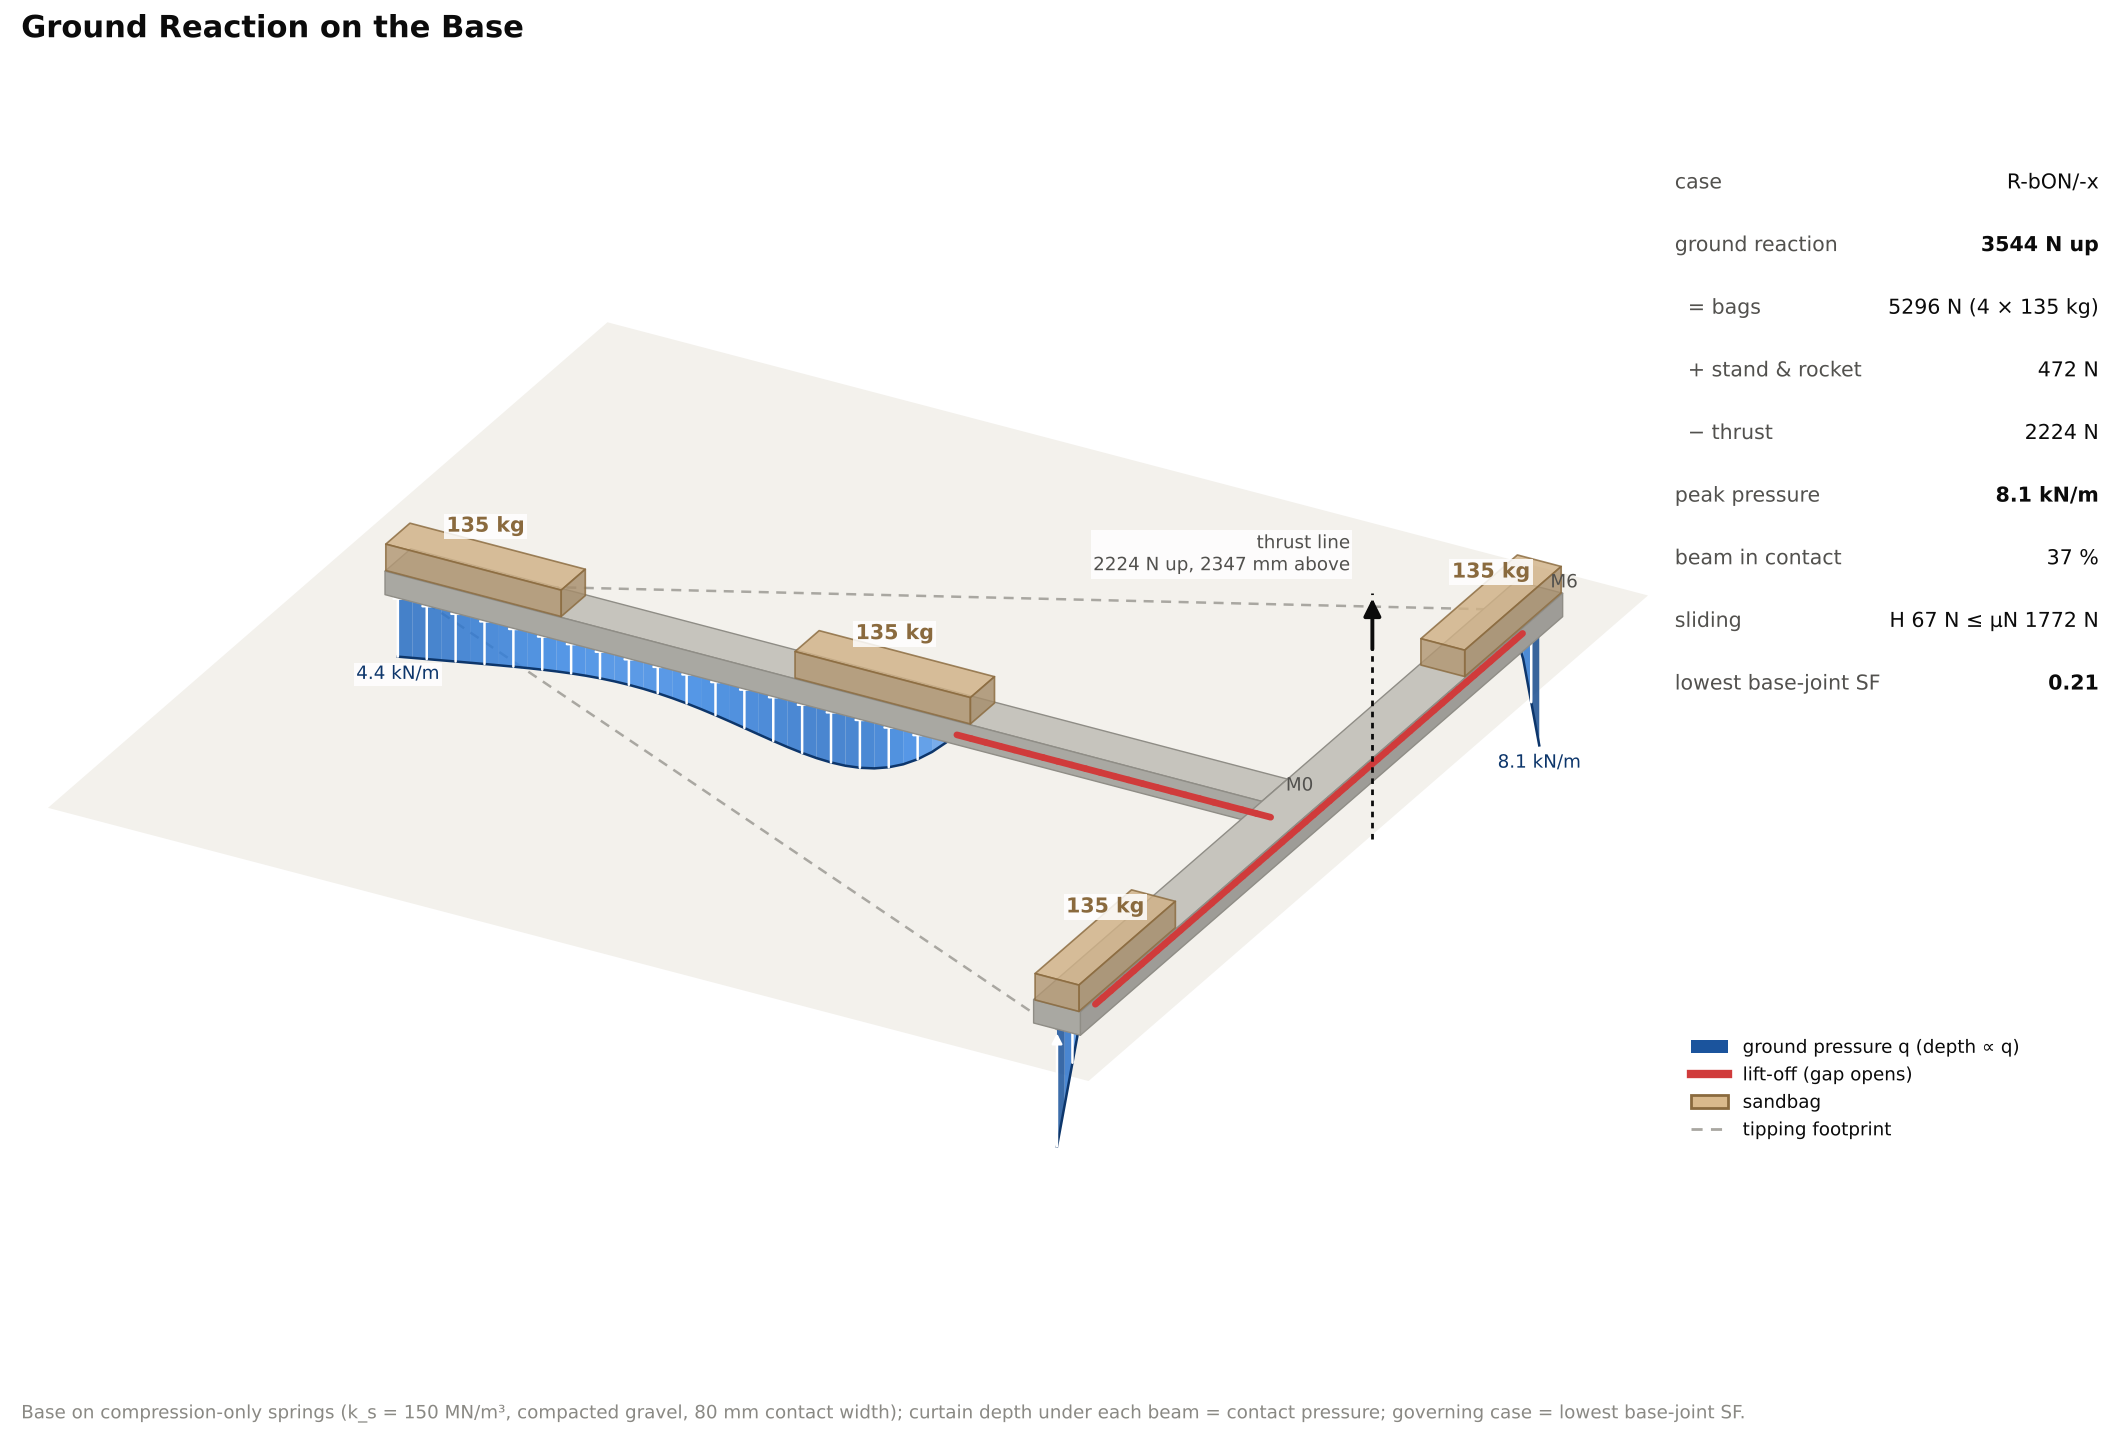 Ground Reaction on the Base
case R-bON/-x
ground reaction 3544 N up
= bags 5296 N (4 × 135 kg)
+ stand & rocket 472 N
− thrust 2224 N
peak pressure 8.1 kN/m
beam in contact 37 %
sliding H 67 N ≤ μN 1772 N
lowest base-joint SF 0.21
135 kg
thrust line
2224 N up, 2347 mm above
135 kg
M6
135 kg
4.4 kN/m
8.1 kN/m
M0
135 kg
ground pressure q (depth ∝ q)
lift-off (gap opens)
sandbag
tipping footprint
Base on compression-only springs (k_s = 150 MN/m³, compacted gravel, 80 mm contact width); curtain depth under each beam = contact pressure; governing case = lowest base-joint SF.